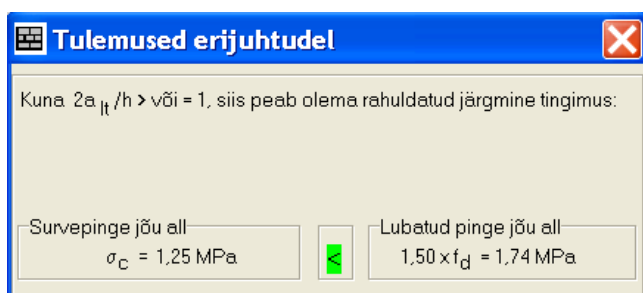 Tulemused erijuhtudel
Kuna 2a lt /h > või = 1, siis peab olema rahuldatud järgmine tingimus:
Survepinge jõu all
σc = 1,25 MPa
<
Lubatud pinge jõu all
1,50 x fd = 1,74 MPa